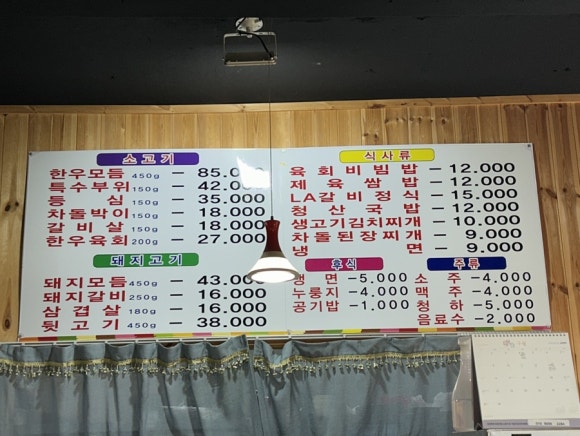 소고기
한우모듬 450g – 85.000
특수부위 150g – 42.000
등심 150g – 35.000
차돌박이 150g – 18.000
갈비살 150g – 18.000
한우육회 200g – 27.000
돼지고기
돼지모듬 450g – 43.000
돼지갈비 250g – 16.000
삼겹살 180g – 16.000
뒷고기 450g – 38.000
식사류
육회비빔밥 – 12.000
제육쌈밥 – 12.000
LA갈비정식 – 15.000
청산국밥 – 12.000
생고기김치찌개 – 9.000
차돌된장찌개 – 9.000
냉면 – 9.000
후식
냉면 -5.000
누룽지 -4.000
공기밥 -1.000
주류
소주 -4.000
맥주 -4.000
청하 -5.000
음료수 -2.000